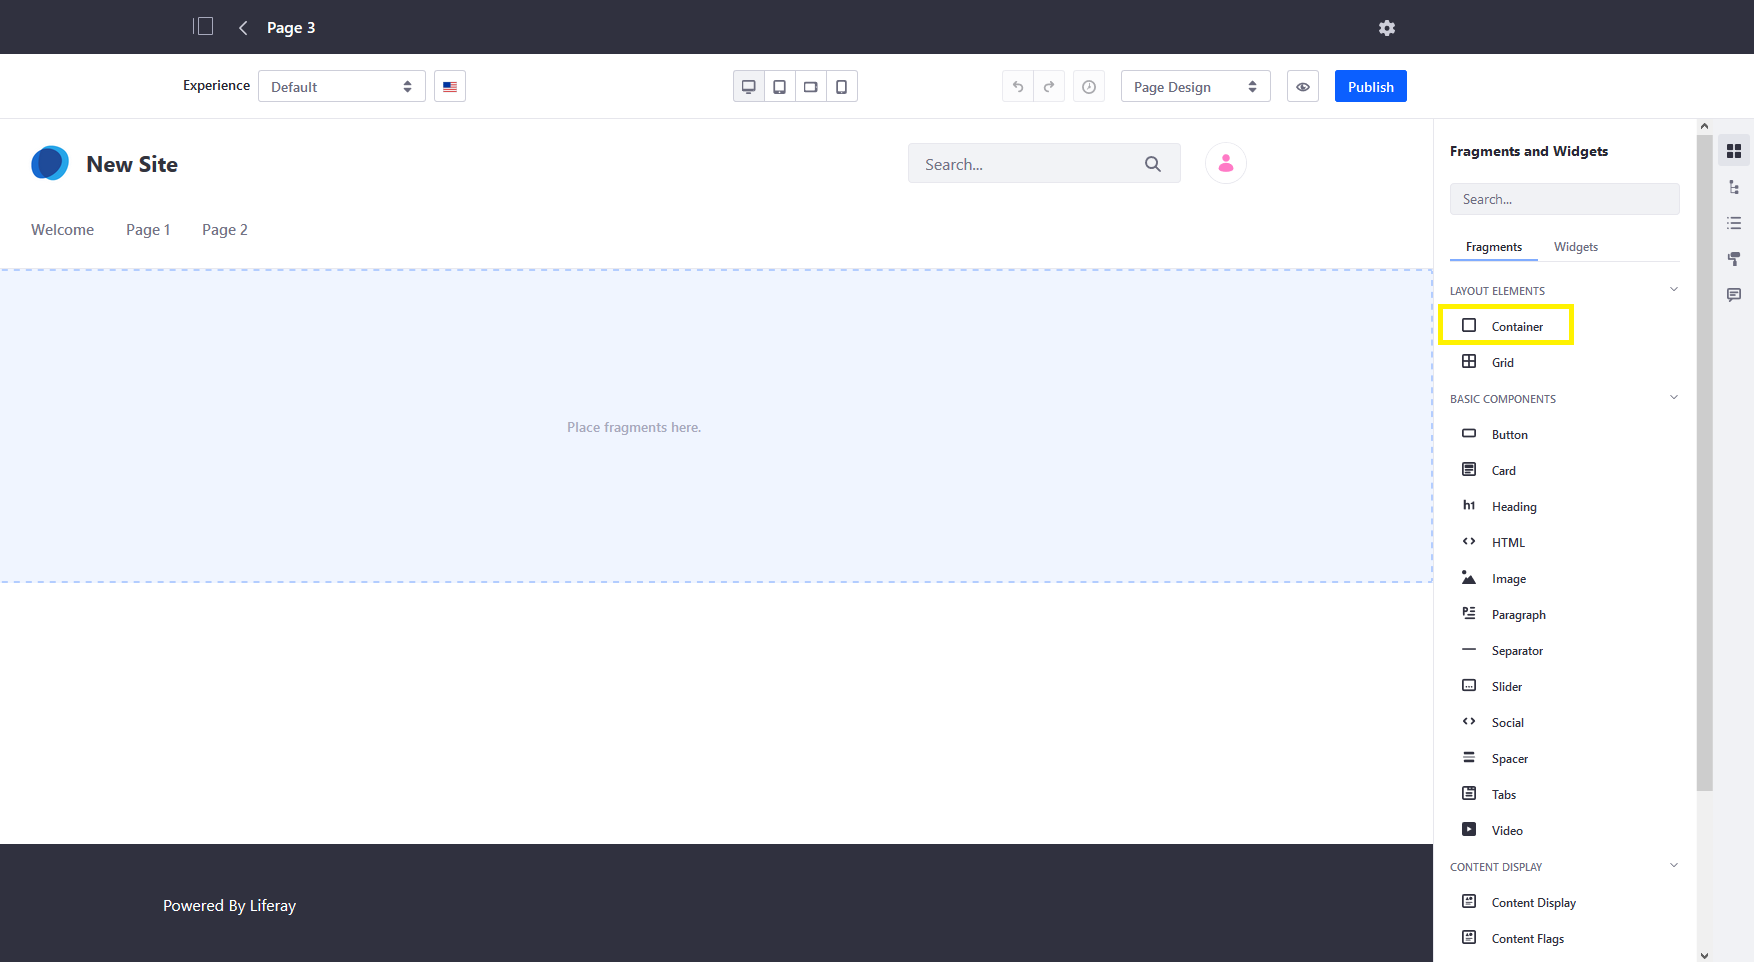 Page 3
Experience
Default
Page Design
Publish
New Site
Search...
Welcome
Page 1
Page 2
Place fragments here.
Powered By Liferay
Fragments and Widgets
Search...
Fragments
Widgets
LAYOUT ELEMENTS
Container
Grid
BASIC COMPONENTS
Button
Card
h1 Heading
HTML
Image
Paragraph
Separator
Slider
Social
Spacer
Tabs
Video
CONTENT DISPLAY
Content Display
Content Flags